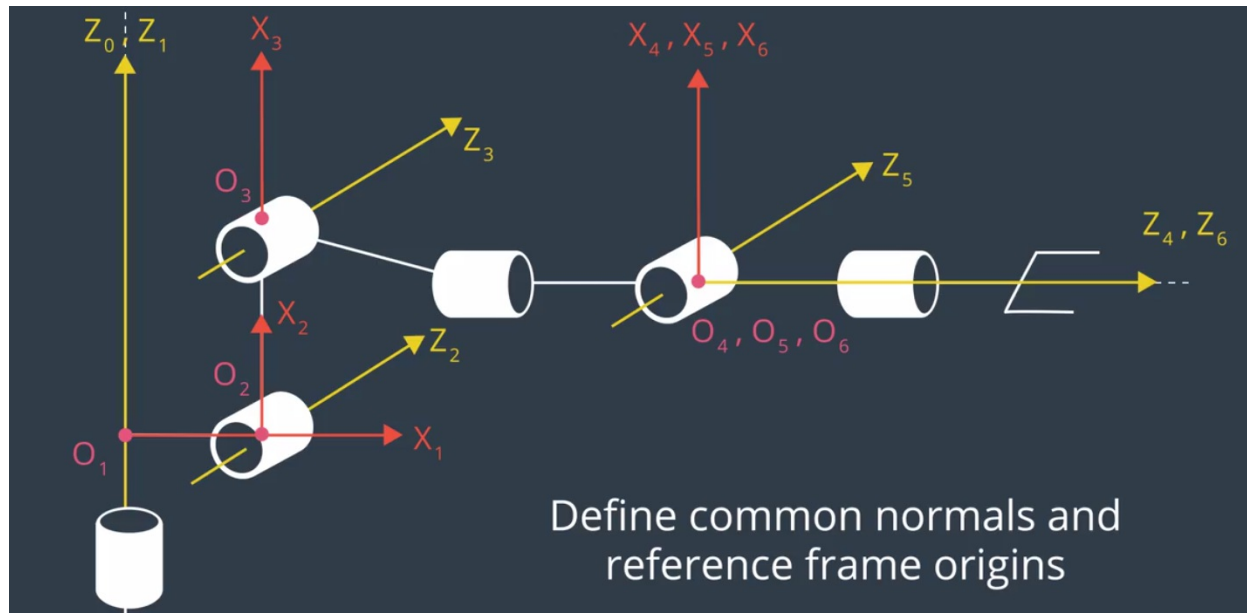 Z₀ , Z₁
X₃
X₄ , X₅ , X₆
Z₃
O₃
Z₅
Z₄ , Z₆
X₂
Z₂
O₂
O₄ , O₅ , O₆
X₁
O₁
Define common normals and
reference frame origins